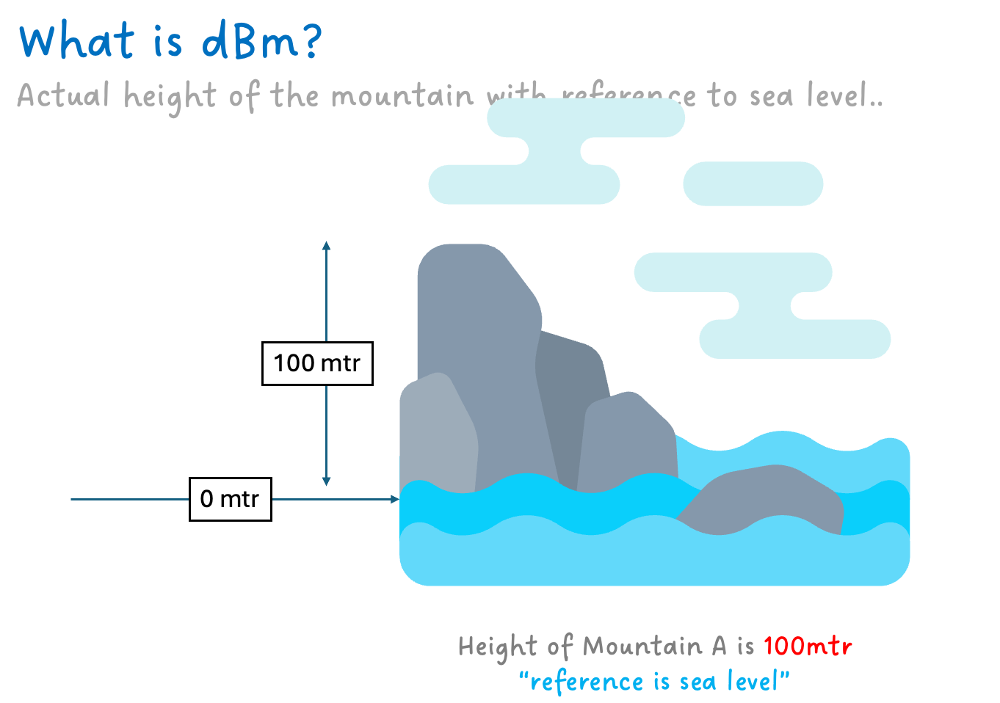 What is dBm?
Actual height of the mountain with reference to sea level..
100 mtr
0 mtr
Height of Mountain A is 100mtr
“reference is sea level”